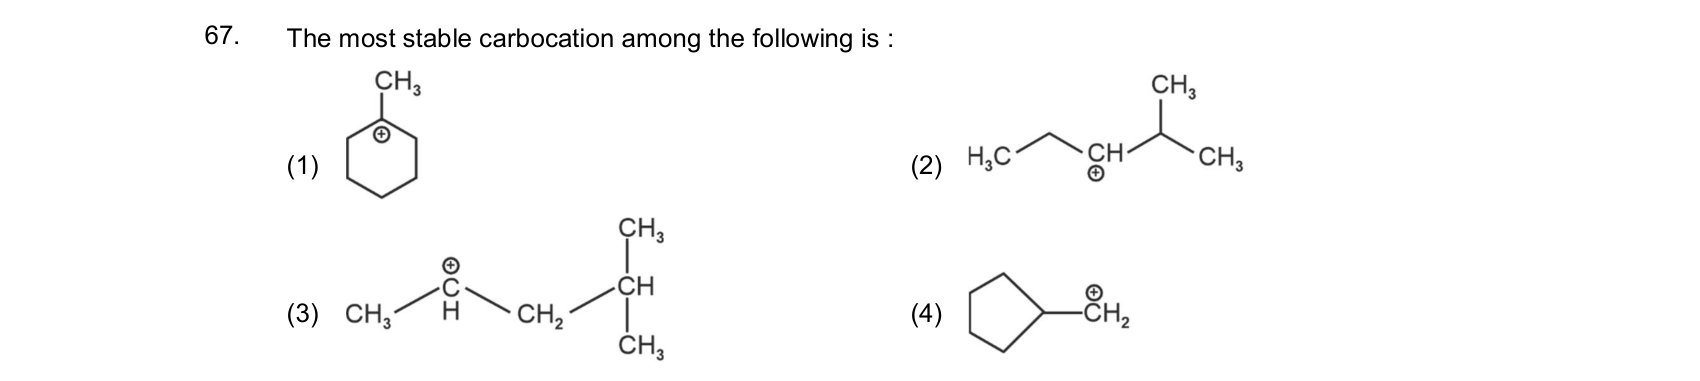 67. The most stable carbocation among the following is :
(1) CH₃ ⊕
(2) H₃C CH ⊕ CH₃ CH₃
(3) CH₃ ⊕ C H CH₂ CH₃ CH CH₃
(4) ⊕ CH₂